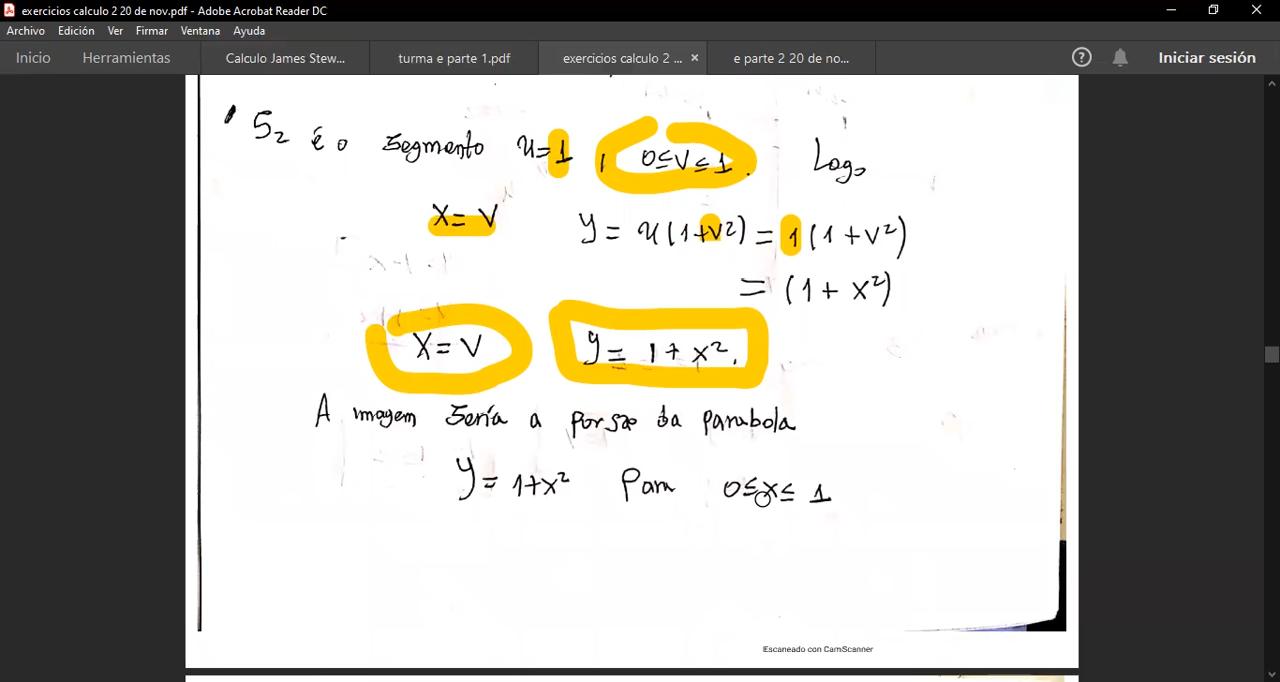 exercicios calculo 2 20 de nov.pdf - Adobe Acrobat Reader DC
Archivo Edición Ver Firmar Ventana Ayuda
Inicio Herramientas Calculo James Stew... turma e parte 1.pdf exercicios calculo 2 ... × e parte 2 20 de no... Iniciar sesión
S₂ é o segmento u=1, 0≤v≤1. Logo
X=V y = u(1+v²) = 1(1+v²)
= (1+x²)
X=V y = 1+x².
A imagem sería a porsão da parabola
y=1+x² Para 0≤x≤1
Escaneado con CamScanner